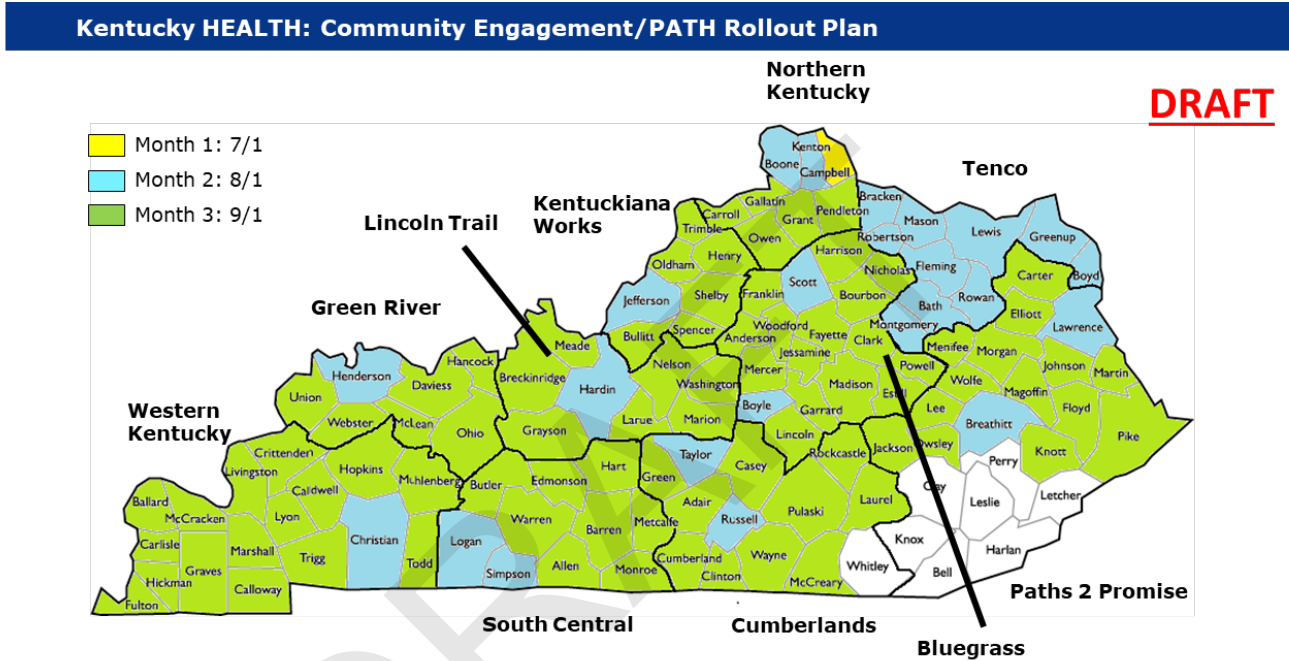 Kentucky HEALTH: Community Engagement/PATH Rollout Plan
Northern
Kentucky
DRAFT
Month 1: 7/1
Month 2: 8/1
Month 3: 9/1
Tenco
Kentuckiana
Works
Lincoln Trail
Green River
Western
Kentucky
South Central
Cumberlands
Paths 2 Promise
Bluegrass
Kenton
Boone
Campbell
Gallatin
Carroll
Grant
Pendleton
Bracken
Mason
Lewis
Greenup
Trimble
Owen
Robertson
Harrison
Oldham
Henry
Nicholas
Fleming
Carter
Boyd
Jefferson
Shelby
Franklin
Scott
Bourbon
Bath
Rowan
Elliott
Lawrence
Bullitt
Spencer
Anderson
Woodford
Fayette
Clark
Montgomery
Meade
Jessamine
Menifee
Morgan
Johnson
Martin
Hancock
Breckinridge
Hardin
Nelson
Washington
Mercer
Madison
Powell
Estill
Wolfe
Magoffin
Floyd
Henderson
Daviess
Union
Webster
McLean
Ohio
Grayson
Larue
Marion
Boyle
Garrard
Lincoln
Lee
Breathitt
Pike
Knott
Crittenden
Livingston
Hopkins
Muhlenberg
Butler
Edmonson
Hart
Green
Taylor
Casey
Rockcastle
Jackson
Owsley
Perry
Ballard
McCracken
Caldwell
Lyon
Warren
Barren
Metcalfe
Adair
Pulaski
Laurel
Clay
Leslie
Letcher
Carlisle
Graves
Marshall
Trigg
Christian
Todd
Logan
Simpson
Allen
Monroe
Russell
Cumberland
Clinton
Wayne
McCreary
Whitley
Knox
Bell
Harlan
Hickman
Fulton
Calloway
DRAFT